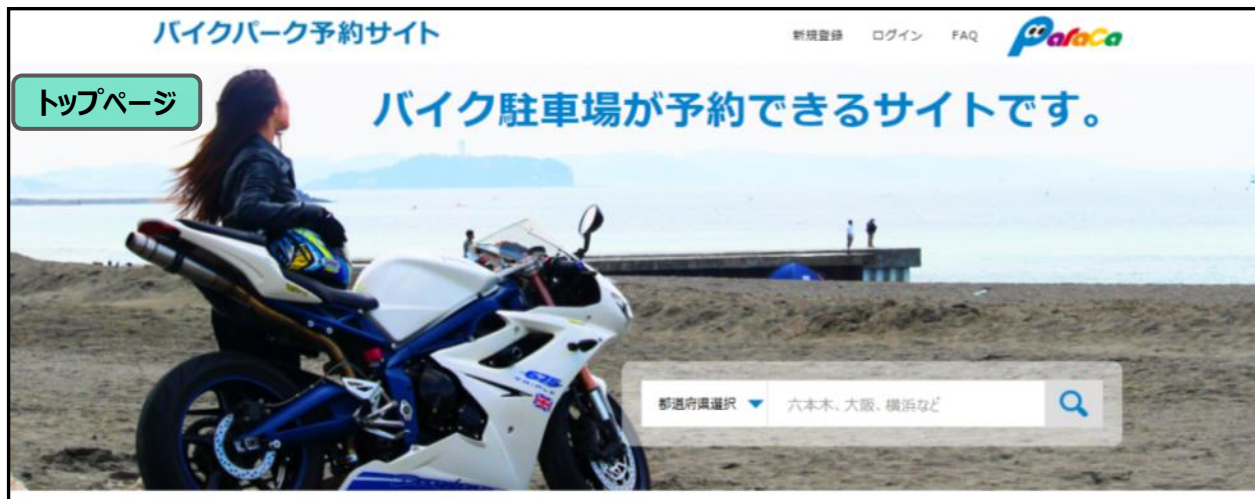 バイクパーク予約サイト
新規登録 ログイン FAQ ParaCa
トップページ
バイク駐車場が予約できるサイトです。
675
都道府県選択 六本木、大阪、横浜など